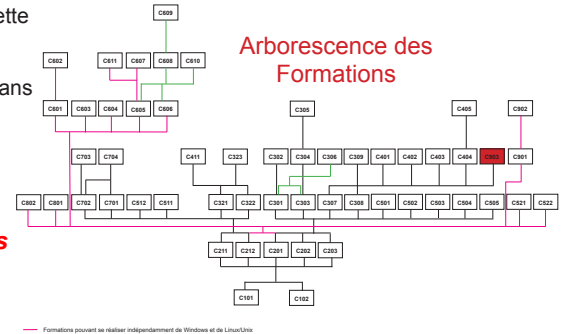 ette
C609
Arborescence des
Formations
C602
C611
C607
C608
C610
ans
C601
C603
C604
C605
C606
C305
C405
C902
C703
C704
C411
C323
C302
C304
C306
C309
C401
C402
C403
C404
C901
C802
C801
C702
C701
C512
C511
C321
C322
C301
C303
C307
C308
C501
C502
C503
C504
C505
C521
C522
s
C211
C212
C201
C202
C203
C101
C102
Formations pouvant se réaliser indépendamment de Windows et de Linux/Unix